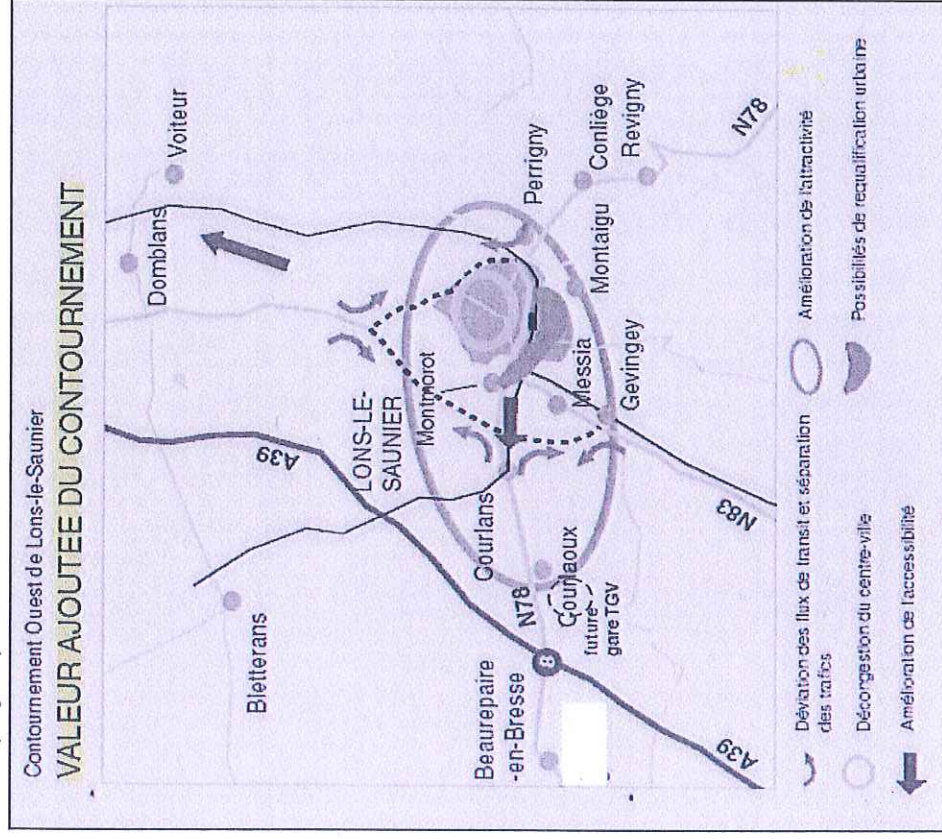 Contournement Ouest de Lons-le-Saunier
VALEUR AJOUTEE DU CONTOURNEMENT
Domblans
Voiteur
A39
Bletterans
LONS-LE-
SAUNIER
Montmorot
Perrigny
Courlans
Conliège
Revigny
Montaigu
Messia
Gevingey
N78
Courlaoux
future
gare TGV
N78
Beaurepaire
-en-Bresse
8
N83
A39
Déviation des flux de transit et séparation
des trafics
Amélioration de l'attractivité
Décongestion du centre-ville
Possibilités de requalification urbaine
Amélioration de l'accessibilité